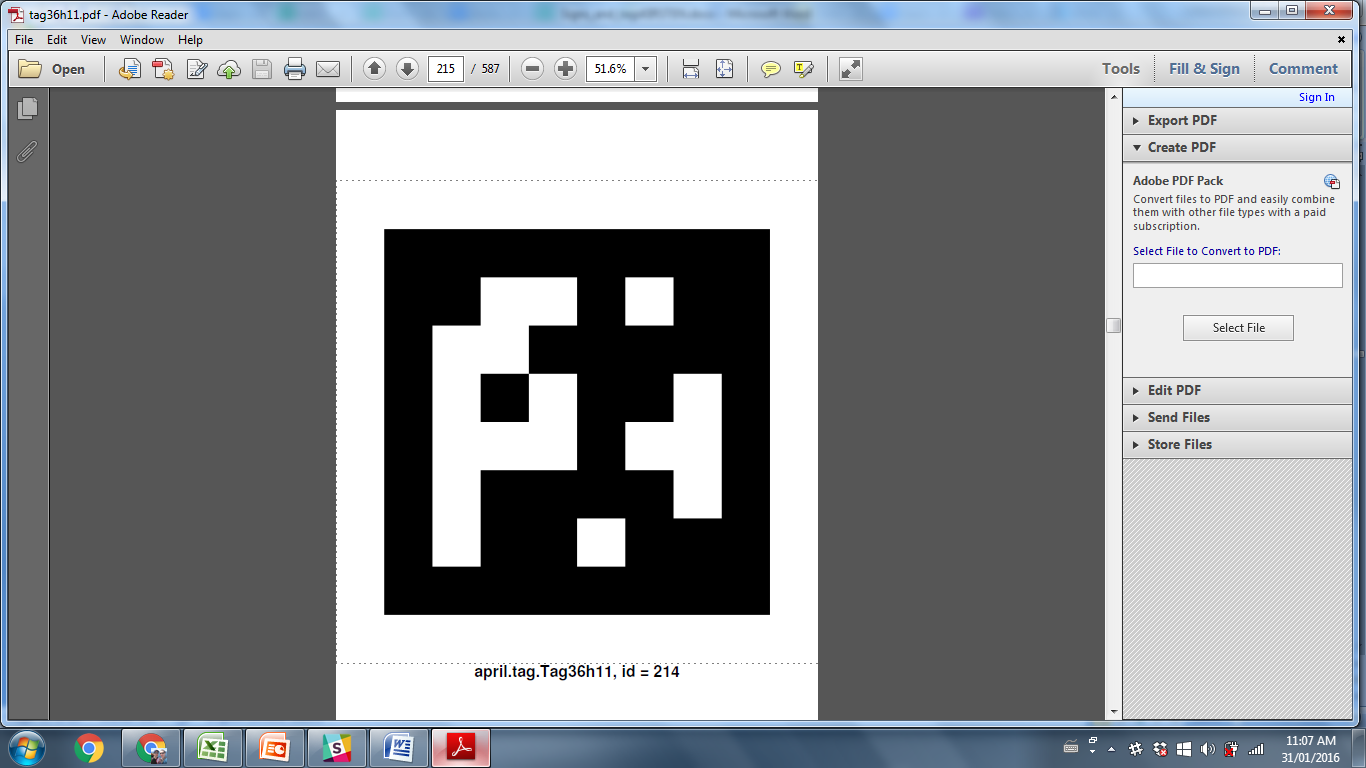 tag36h11.pdf - Adobe Reader
File Edit View Window Help
Open 215 / 587 51.6% Tools Fill & Sign Comment
Sign In
Export PDF
Create PDF
Adobe PDF Pack
Convert files to PDF and easily combine
them with other file types with a paid
subscription.
Select File to Convert to PDF:
Select File
Edit PDF
Send Files
Store Files
april.tag.Tag36h11, id = 214
11:07 AM
31/01/2016